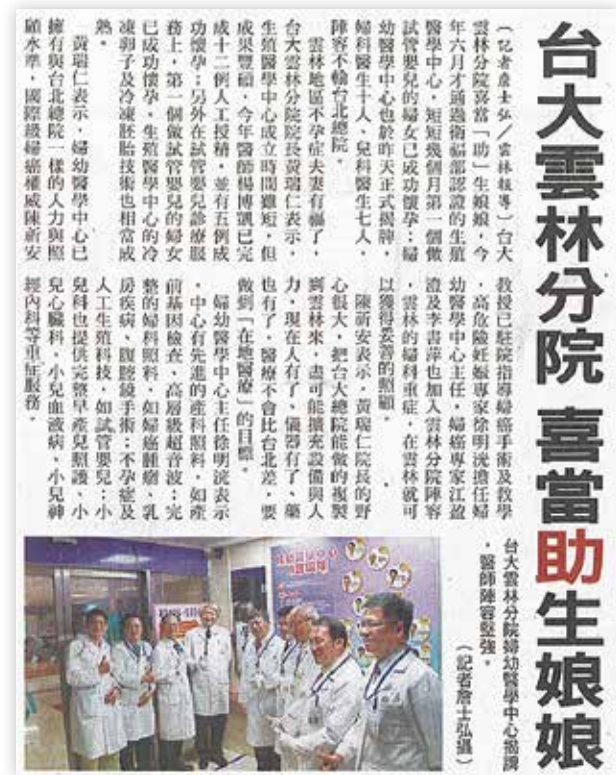 台大雲林分院 喜當助生娘娘
〔記者詹士弘／雲林報導〕台大
雲林分院喜當「助」生娘娘，今
年六月才通過衛福部認證的生殖
醫學中心，短短幾個月第一個做
試管嬰兒的婦女已成功懷孕；婦
幼醫學中心也於昨天正式揭牌，
婦科醫生十人、兒科醫生七人，
陣容不輸台北總院。
雲林地區不孕症夫妻有福了，
台大雲林分院院長黃瑞仁表示，
生殖醫學中心成立時間雖短，但
成果豐碩，今年醫師楊博凱已完
成十二例人工授精，並有五例成
功懷孕；另外在試管嬰兒診療服
務上，第一個做試管嬰兒的婦女
已成功懷孕，生殖醫學中心的冷
凍卵子及冷凍胚胎技術也相當成
熟。
黃瑞仁表示，婦幼醫學中心已
擁有與台北總院一樣的人力與照
顧水準，國際級婦癌權威陳祈安
教授已駐院指導婦癌手術及教學
，高危險妊娠專家徐明洸擔任婦
幼醫學中心主任，婦癌專家江盈
澄及李書萍也加入雲林分院陣容
，雲林的婦科重症，在雲林就可
以獲得妥善的照顧。
陳祈安表示，黃瑞仁院長的野
心很大，把台大總院能做的複製
到雲林來，盡可能擴充設備與人
力，現在人有了、儀器有了、藥
也有了，醫療不會比台北差，要
做到「在地醫療」的目標。
婦幼醫學中心主任徐明洸表示
，中心有先進的產科照料，如產
前基因檢查、高層級超音波；完
整的婦科照料，如婦癌腫瘤、乳
房疾病、腹腔鏡手術；不孕症及
人工生殖科技，如試管嬰兒；小
兒科也提供完整早產兒照護、小
兒心臟科，小兒血液病，小兒神
經內科等重症服務。
台大雲林分院婦幼醫學中心揭牌
，醫師陣容堅強。
（記者詹士弘攝）